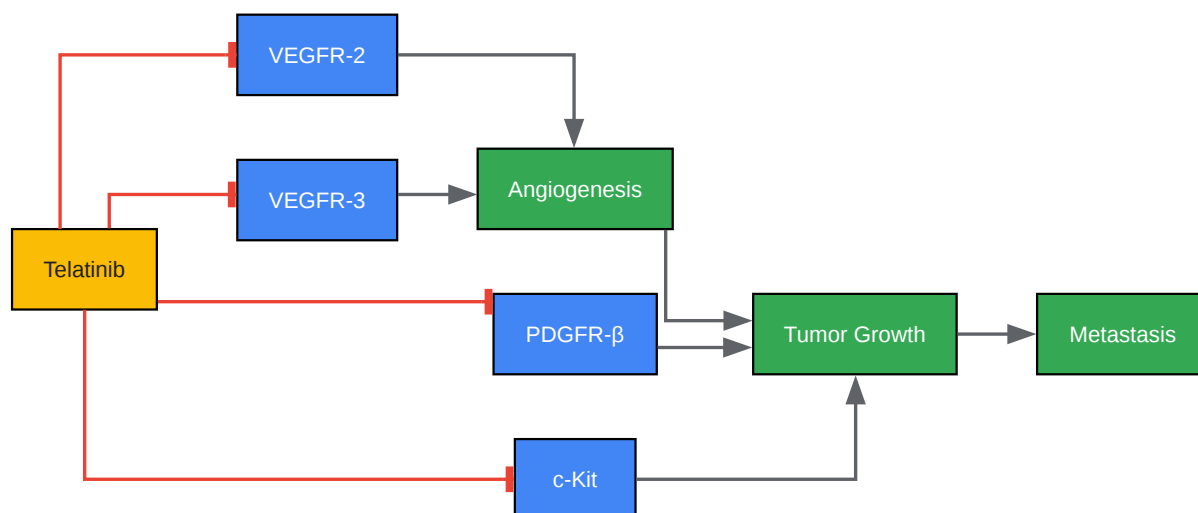 VEGFR-2
VEGFR-3
Angiogenesis
Telatinib
PDGFR-β
Tumor Growth
Metastasis
c-Kit